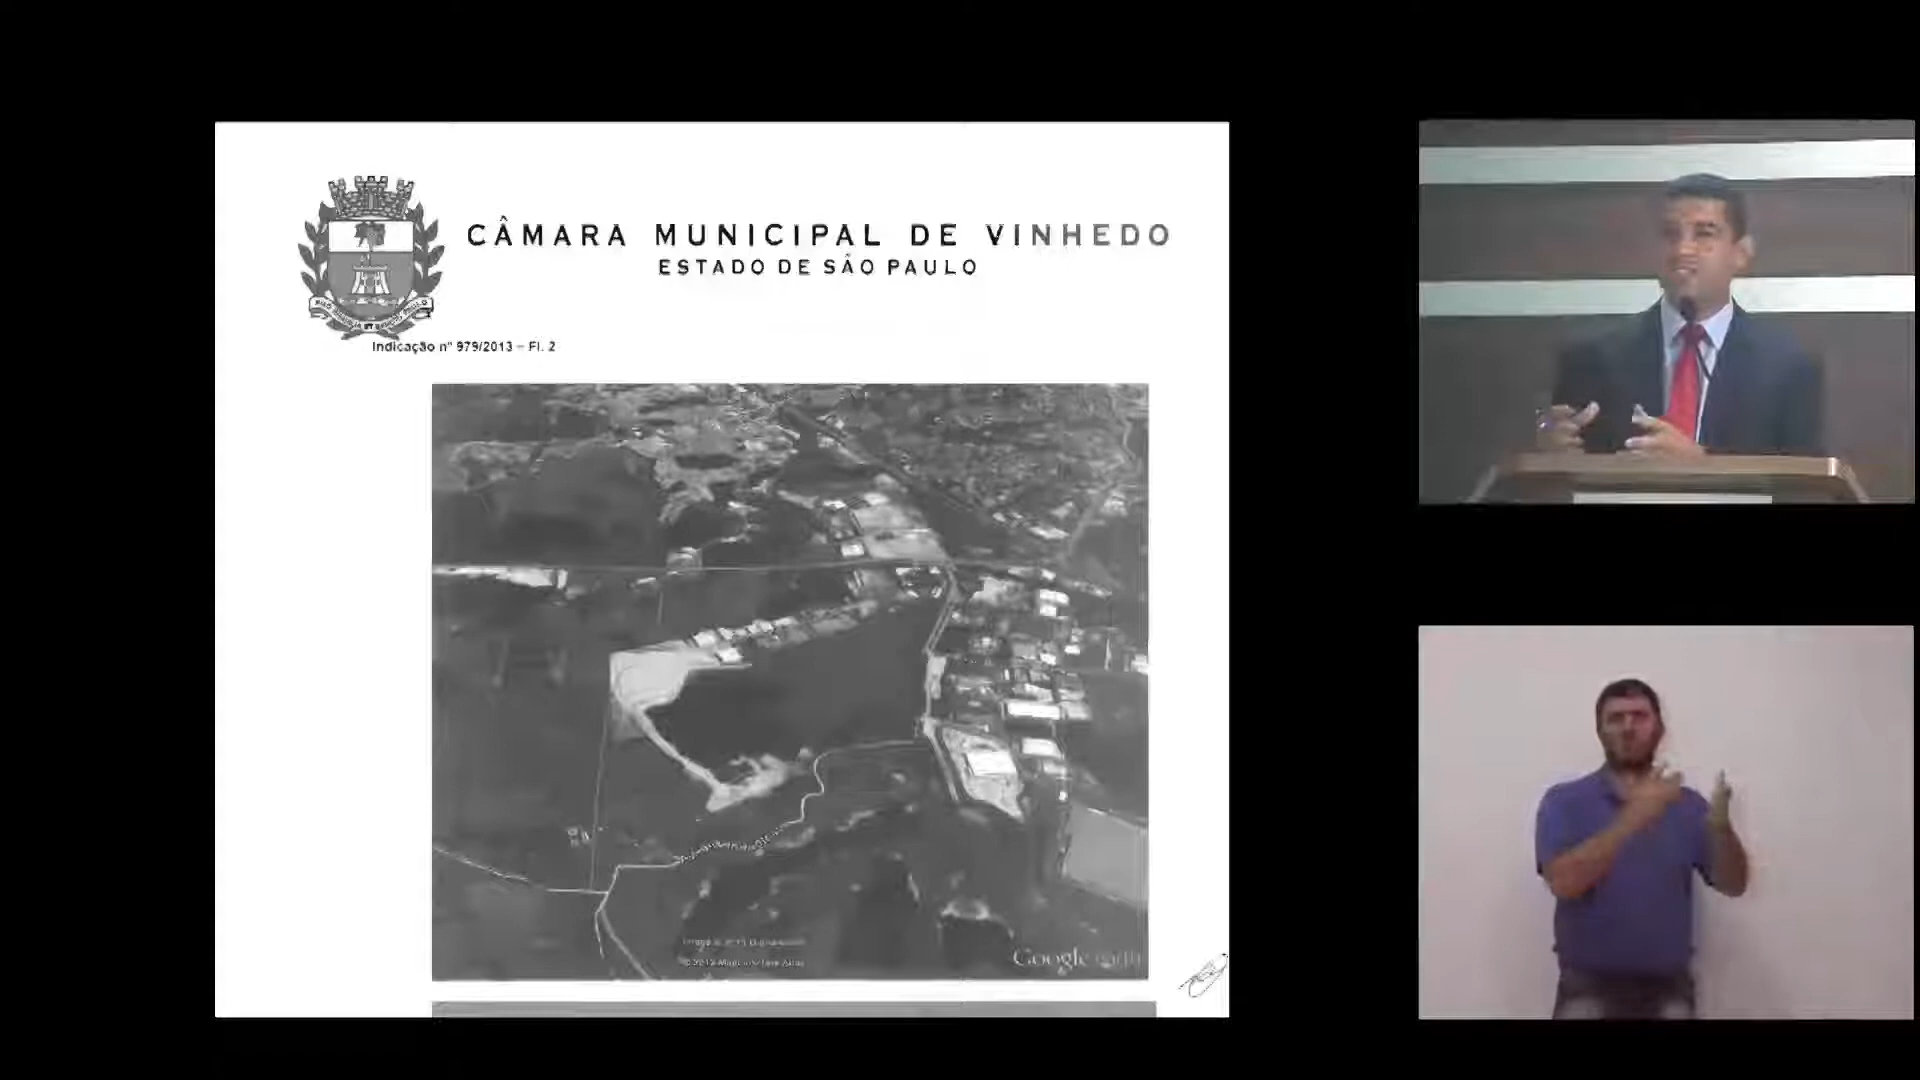 CÂMARA MUNICIPAL DE VINHEDO
ESTADO DE SÃO PAULO
Indicação nº 979/2013 – Fl. 2
Google earth